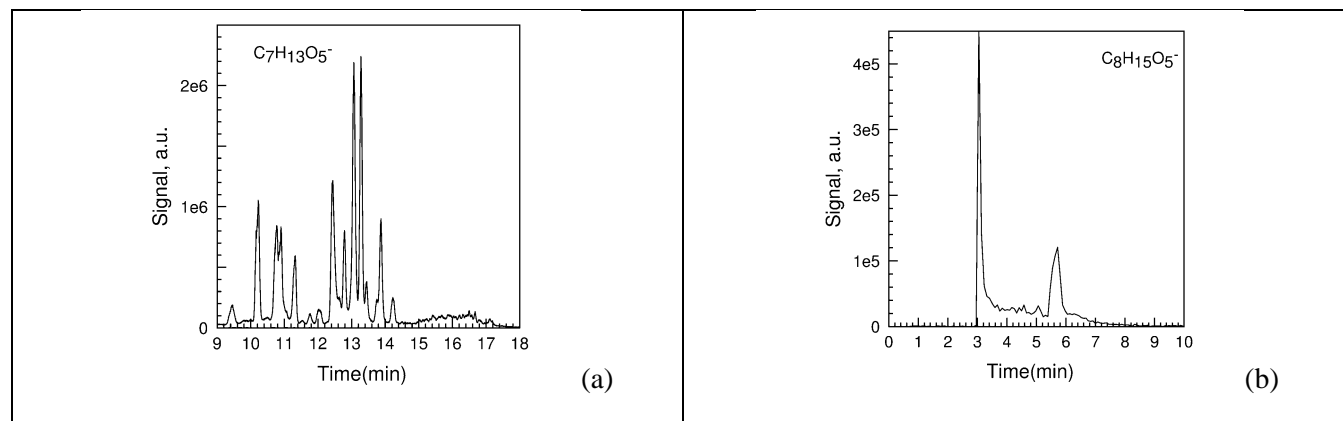 C7H13O5-
Signal, a.u.
2e6
1e6
0
9 10 11 12 13 14 15 16 17 18
Time(min)
(a)
C8H15O5-
Signal, a.u.
4e5
3e5
2e5
1e5
0
0 1 2 3 4 5 6 7 8 9 10
Time(min)
(b)